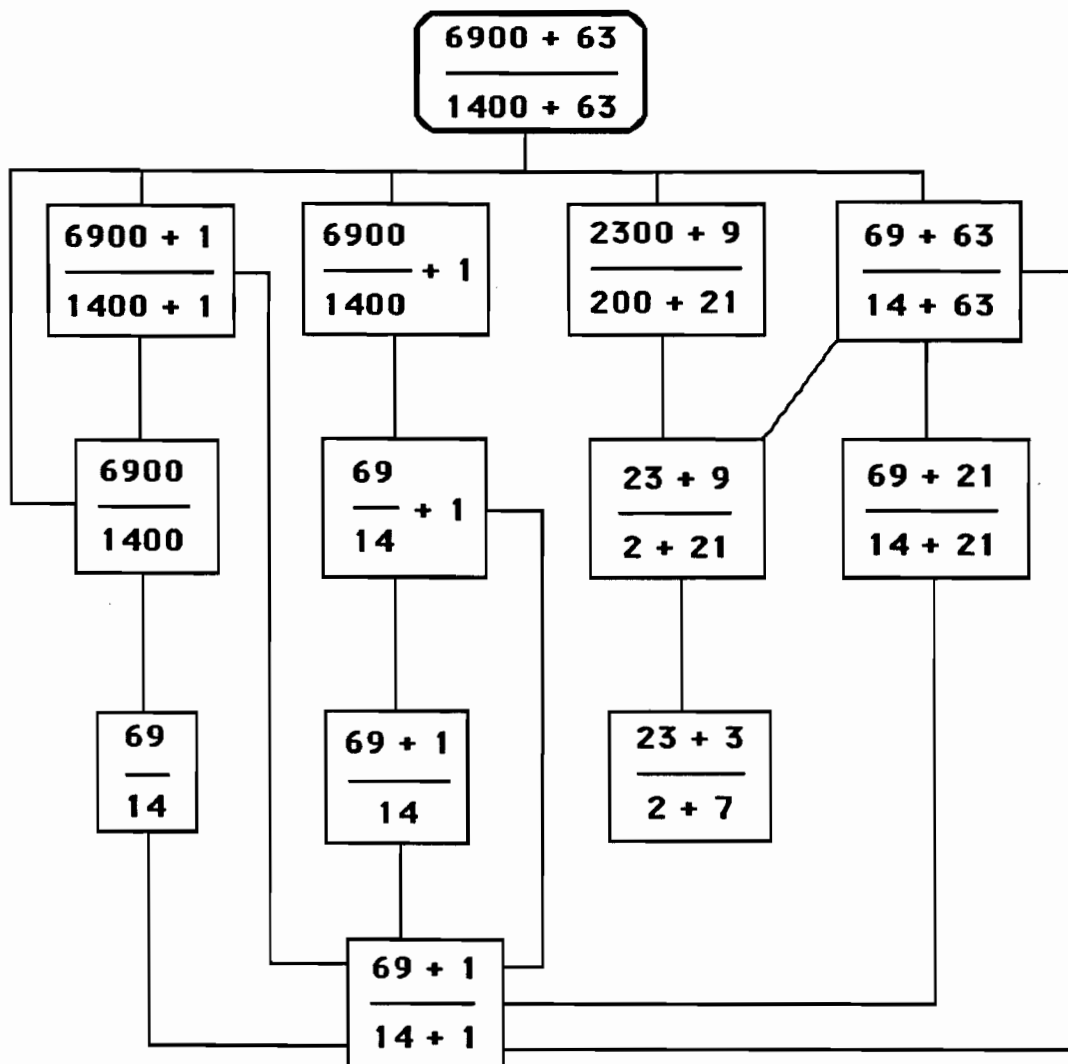 6900 + 63
1400 + 63
6900 + 1
1400 + 1
6900
1400
+ 1
2300 + 9
200 + 21
69 + 63
14 + 63
6900
1400
69
14
+ 1
23 + 9
2 + 21
69 + 21
14 + 21
69
14
69 + 1
14
23 + 3
2 + 7
69 + 1
14 + 1